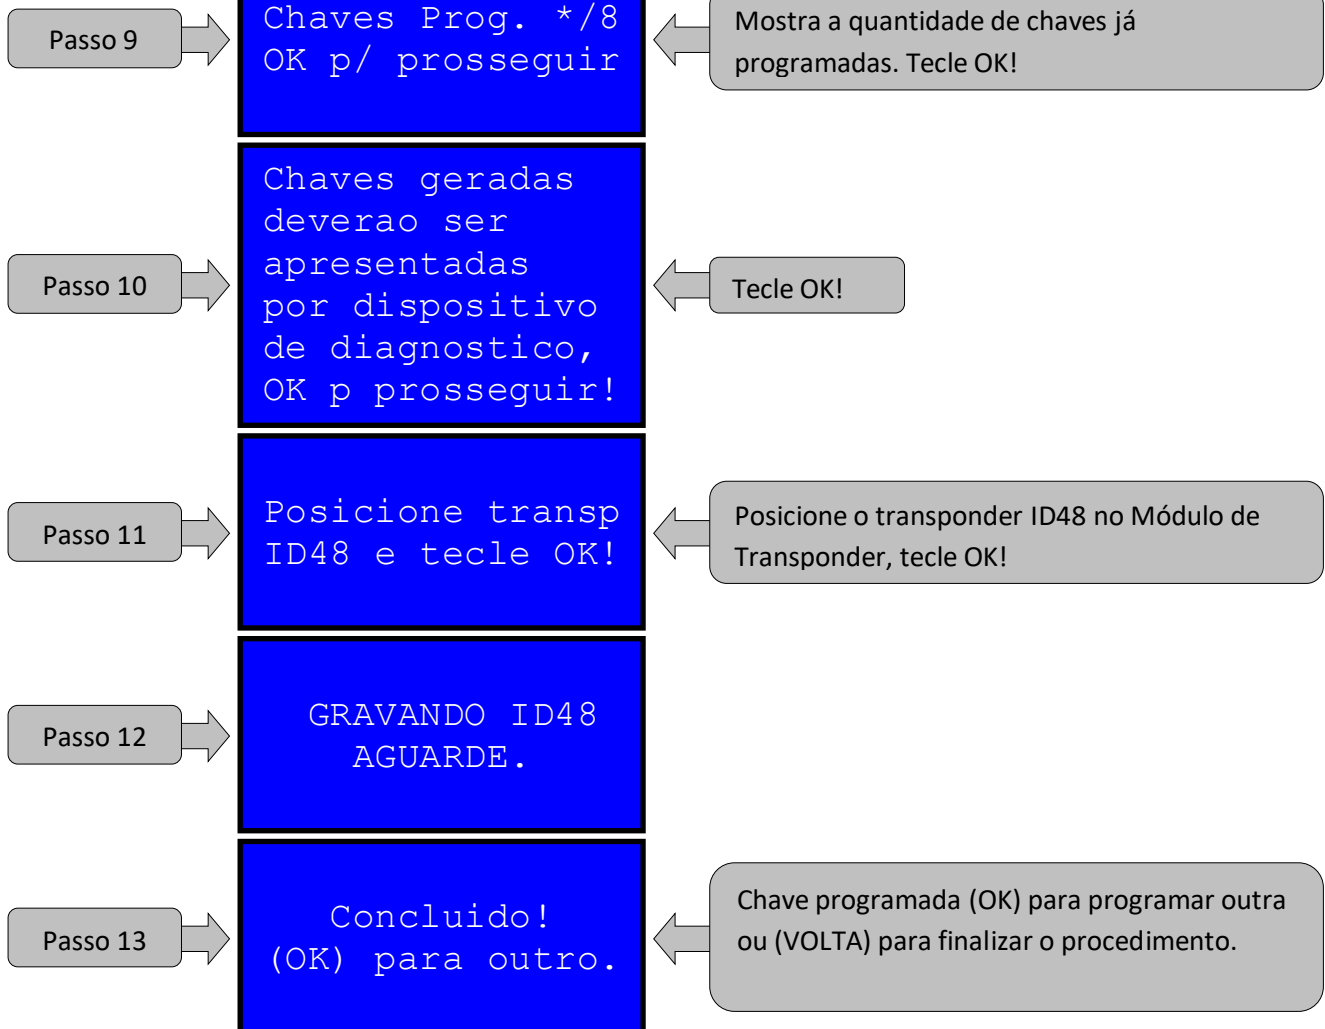 Passo 9
Chaves Prog. */8
OK p/ prosseguir
Mostra a quantidade de chaves já
programadas. Tecle OK!
Passo 10
Chaves geradas
deverao ser
apresentadas
por dispositivo
de diagnostico,
OK p prosseguir!
Tecle OK!
Passo 11
Posicione transp
ID48 e tecle OK!
Posicione o transponder ID48 no Módulo de
Transponder, tecle OK!
Passo 12
GRAVANDO ID48
AGUARDE.
Passo 13
Concluido!
(OK) para outro.
Chave programada (OK) para programar outra
ou (VOLTA) para finalizar o procedimento.